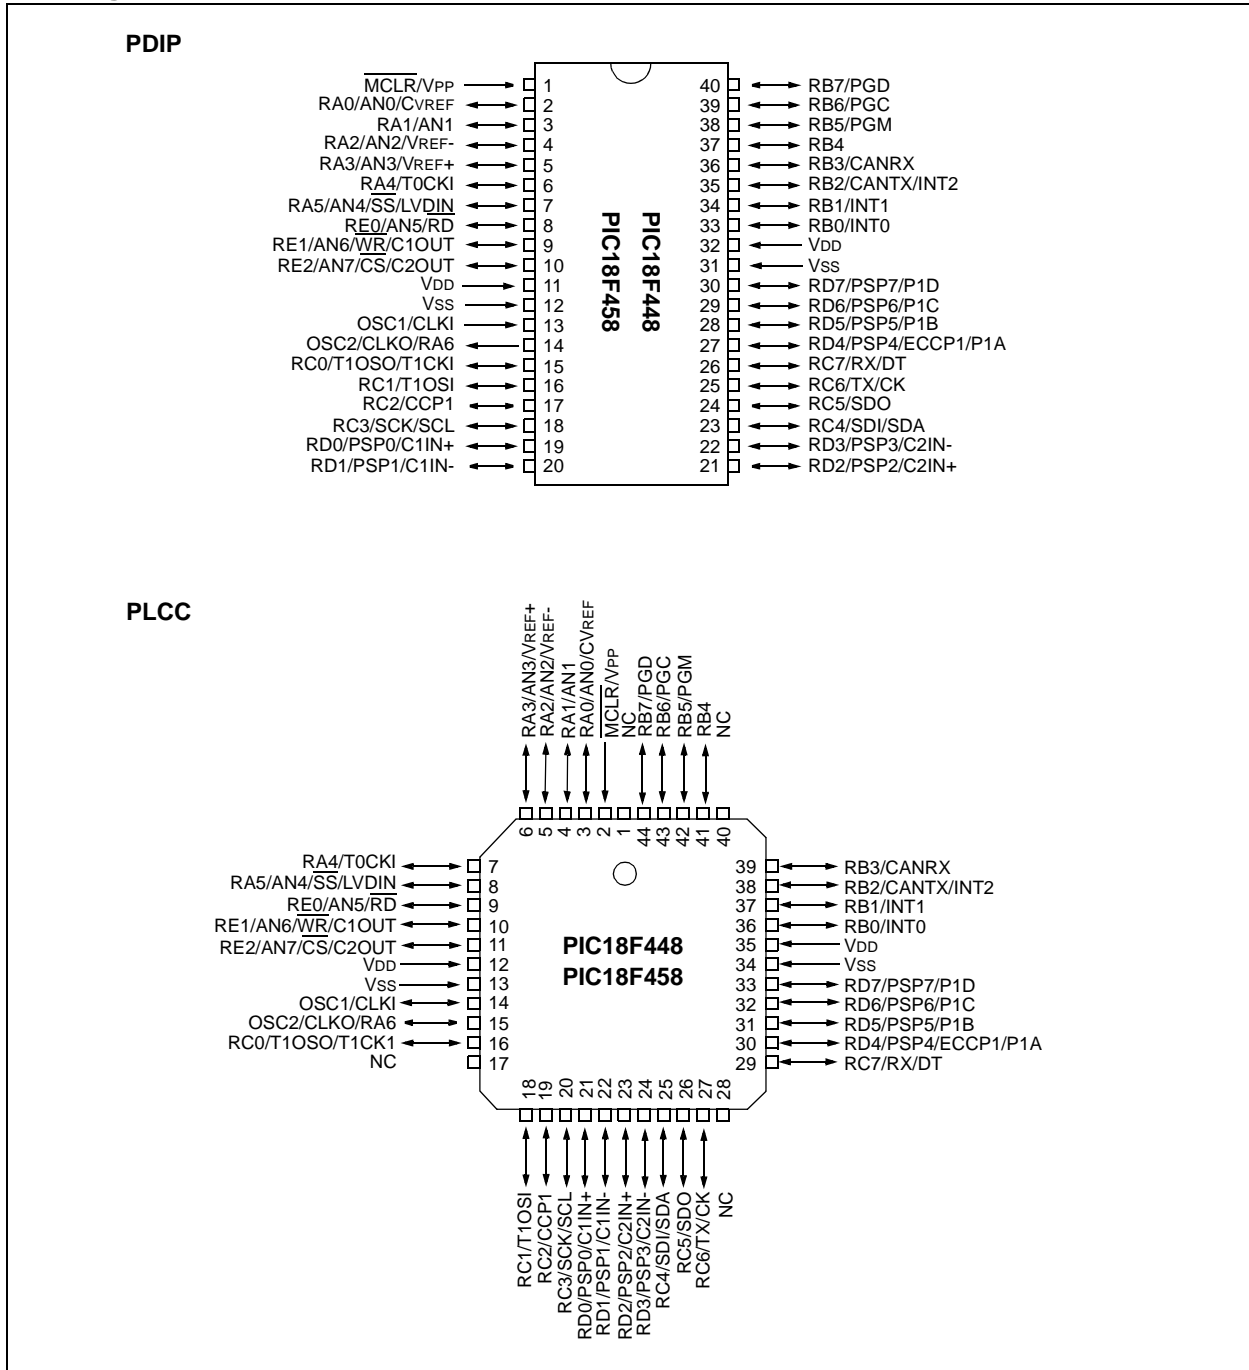 PDIP
MCLR/VPP 1
RA0/AN0/CVREF 2
RA1/AN1 3
RA2/AN2/VREF- 4
RA3/AN3/VREF+ 5
RA4/T0CKI 6
RA5/AN4/SS/LVDIN 7
RE0/AN5/RD 8
RE1/AN6/WR/C1OUT 9
RE2/AN7/CS/C2OUT 10
VDD 11
VSS 12
OSC1/CLKI 13
OSC2/CLKO/RA6 14
RC0/T1OSO/T1CKI 15
RC1/T1OSI 16
RC2/CCP1 17
RC3/SCK/SCL 18
RD0/PSP0/C1IN+ 19
RD1/PSP1/C1IN- 20
PIC18F448
PIC18F458
40 RB7/PGD
39 RB6/PGC
38 RB5/PGM
37 RB4
36 RB3/CANRX
35 RB2/CANTX/INT2
34 RB1/INT1
33 RB0/INT0
32 VDD
31 VSS
30 RD7/PSP7/P1D
29 RD6/PSP6/P1C
28 RD5/PSP5/P1B
27 RD4/PSP4/ECCP1/P1A
26 RC7/RX/DT
25 RC6/TX/CK
24 RC5/SDO
23 RC4/SDI/SDA
22 RD3/PSP3/C2IN-
21 RD2/PSP2/C2IN+
PLCC
RA3/AN3/VREF+ 6
RA2/AN2/VREF- 5
RA1/AN1 4
RA0/AN0/CVREF 3
MCLR/VPP 2
NC 1
RB7/PGD 44
RB6/PGC 43
RB5/PGM 42
RB4 41
NC 40
RA4/T0CKI 7
RA5/AN4/SS/LVDIN 8
RE0/AN5/RD 9
RE1/AN6/WR/C1OUT 10
RE2/AN7/CS/C2OUT 11
VDD 12
VSS 13
OSC1/CLKI 14
OSC2/CLKO/RA6 15
RC0/T1OSO/T1CK1 16
NC 17
PIC18F448
PIC18F458
39 RB3/CANRX
38 RB2/CANTX/INT2
37 RB1/INT1
36 RB0/INT0
35 VDD
34 VSS
33 RD7/PSP7/P1D
32 RD6/PSP6/P1C
31 RD5/PSP5/P1B
30 RD4/PSP4/ECCP1/P1A
29 RC7/RX/DT
18 RC1/T1OSI
19 RC2/CCP1
20 RC3/SCK/SCL
21 RD0/PSP0/C1IN+
22 RD1/PSP1/C1IN-
23 RD2/PSP2/C2IN+
24 RD3/PSP3/C2IN-
25 RC4/SDI/SDA
26 RC5/SDO
27 RC6/TX/CK
28 NC